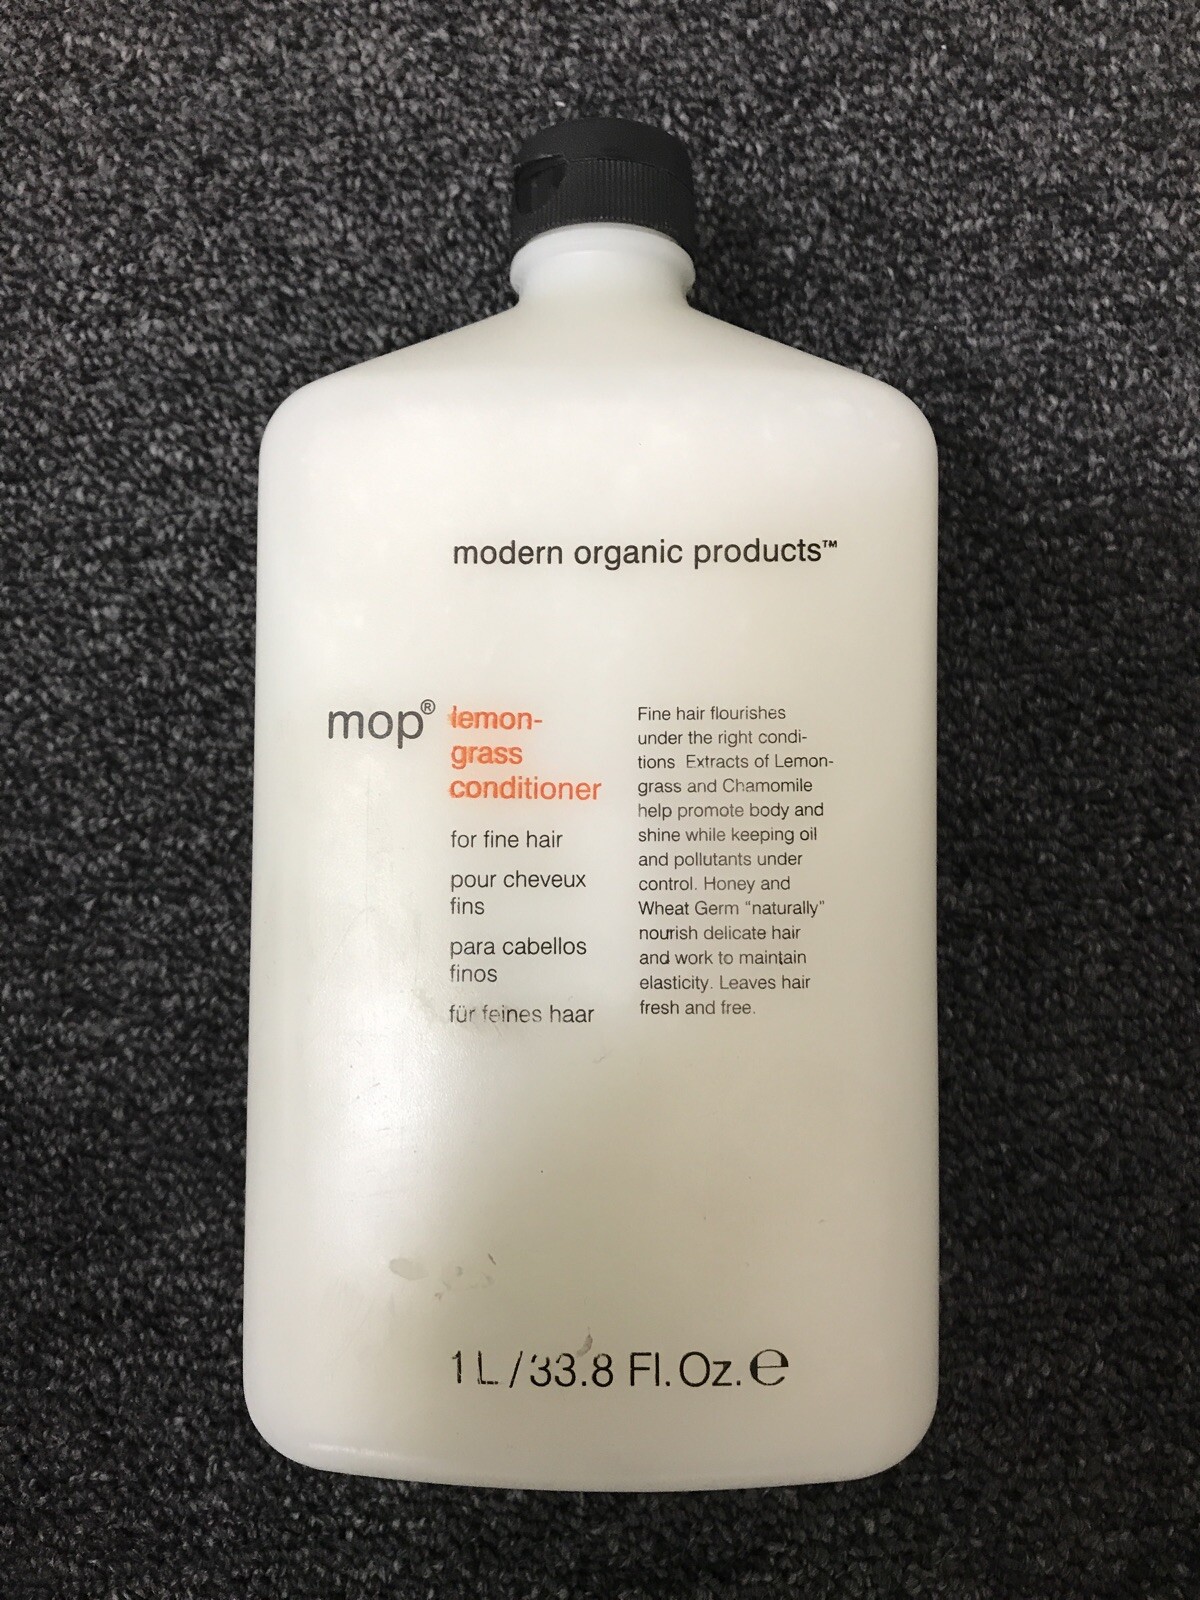 modern organic products™
mop®
lemon-
grass
conditioner
for fine hair
pour cheveux
fins
para cabellos
finos
für feines haar
Fine hair flourishes
under the right condi-
tions  Extracts of Lemon-
grass and Chamomile
help promote body and
shine while keeping oil
and pollutants under
control. Honey and
Wheat Germ “naturally”
nourish delicate hair
and work to maintain
elasticity. Leaves hair
fresh and free.
1 L / 33.8 Fl. Oz. ℮